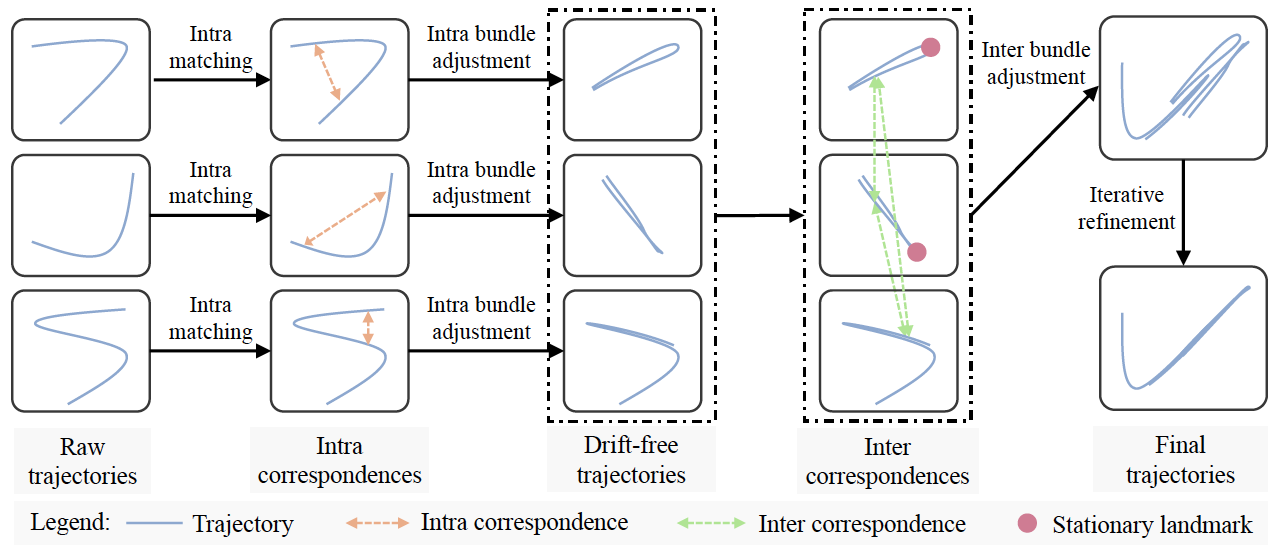 Intra
matching
Intra bundle
adjustment
Inter bundle
adjustment
Intra
matching
Intra bundle
adjustment
Iterative
refinement
Intra
matching
Intra bundle
adjustment
Raw
trajectories
Intra
correspondences
Drift-free
trajectories
Inter
correspondences
Final
trajectories
Legend: Trajectory Intra correspondence Inter correspondence Stationary landmark